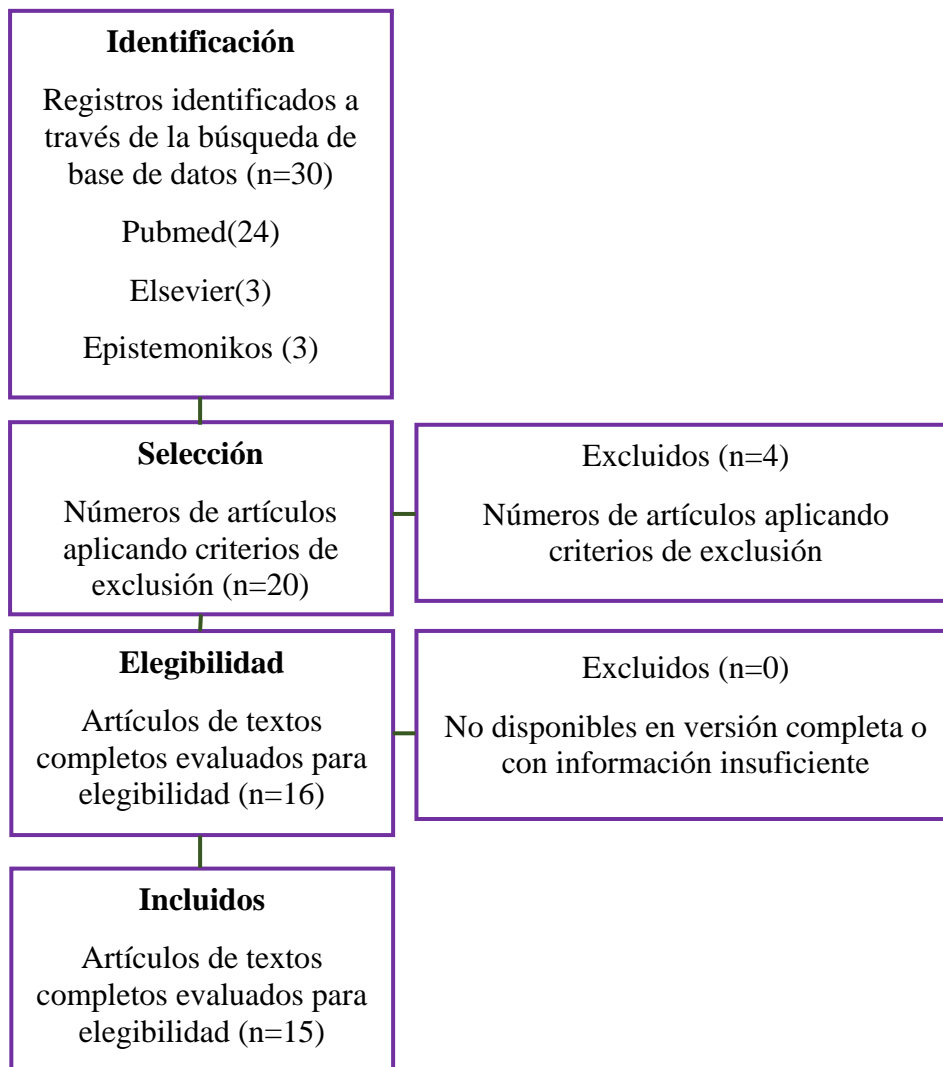 Identificación
Registros identificados a
través de la búsqueda de
base de datos (n=30)
Pubmed(24)
Elsevier(3)
Epistemonikos (3)
Selección
Números de artículos
aplicando criterios de
exclusión (n=20)
Excluidos (n=4)
Números de artículos aplicando
criterios de exclusión
Elegibilidad
Artículos de textos
completos evaluados para
elegibilidad (n=16)
Excluidos (n=0)
No disponibles en versión completa o
con información insuficiente
Incluidos
Artículos de textos
completos evaluados para
elegibilidad (n=15)